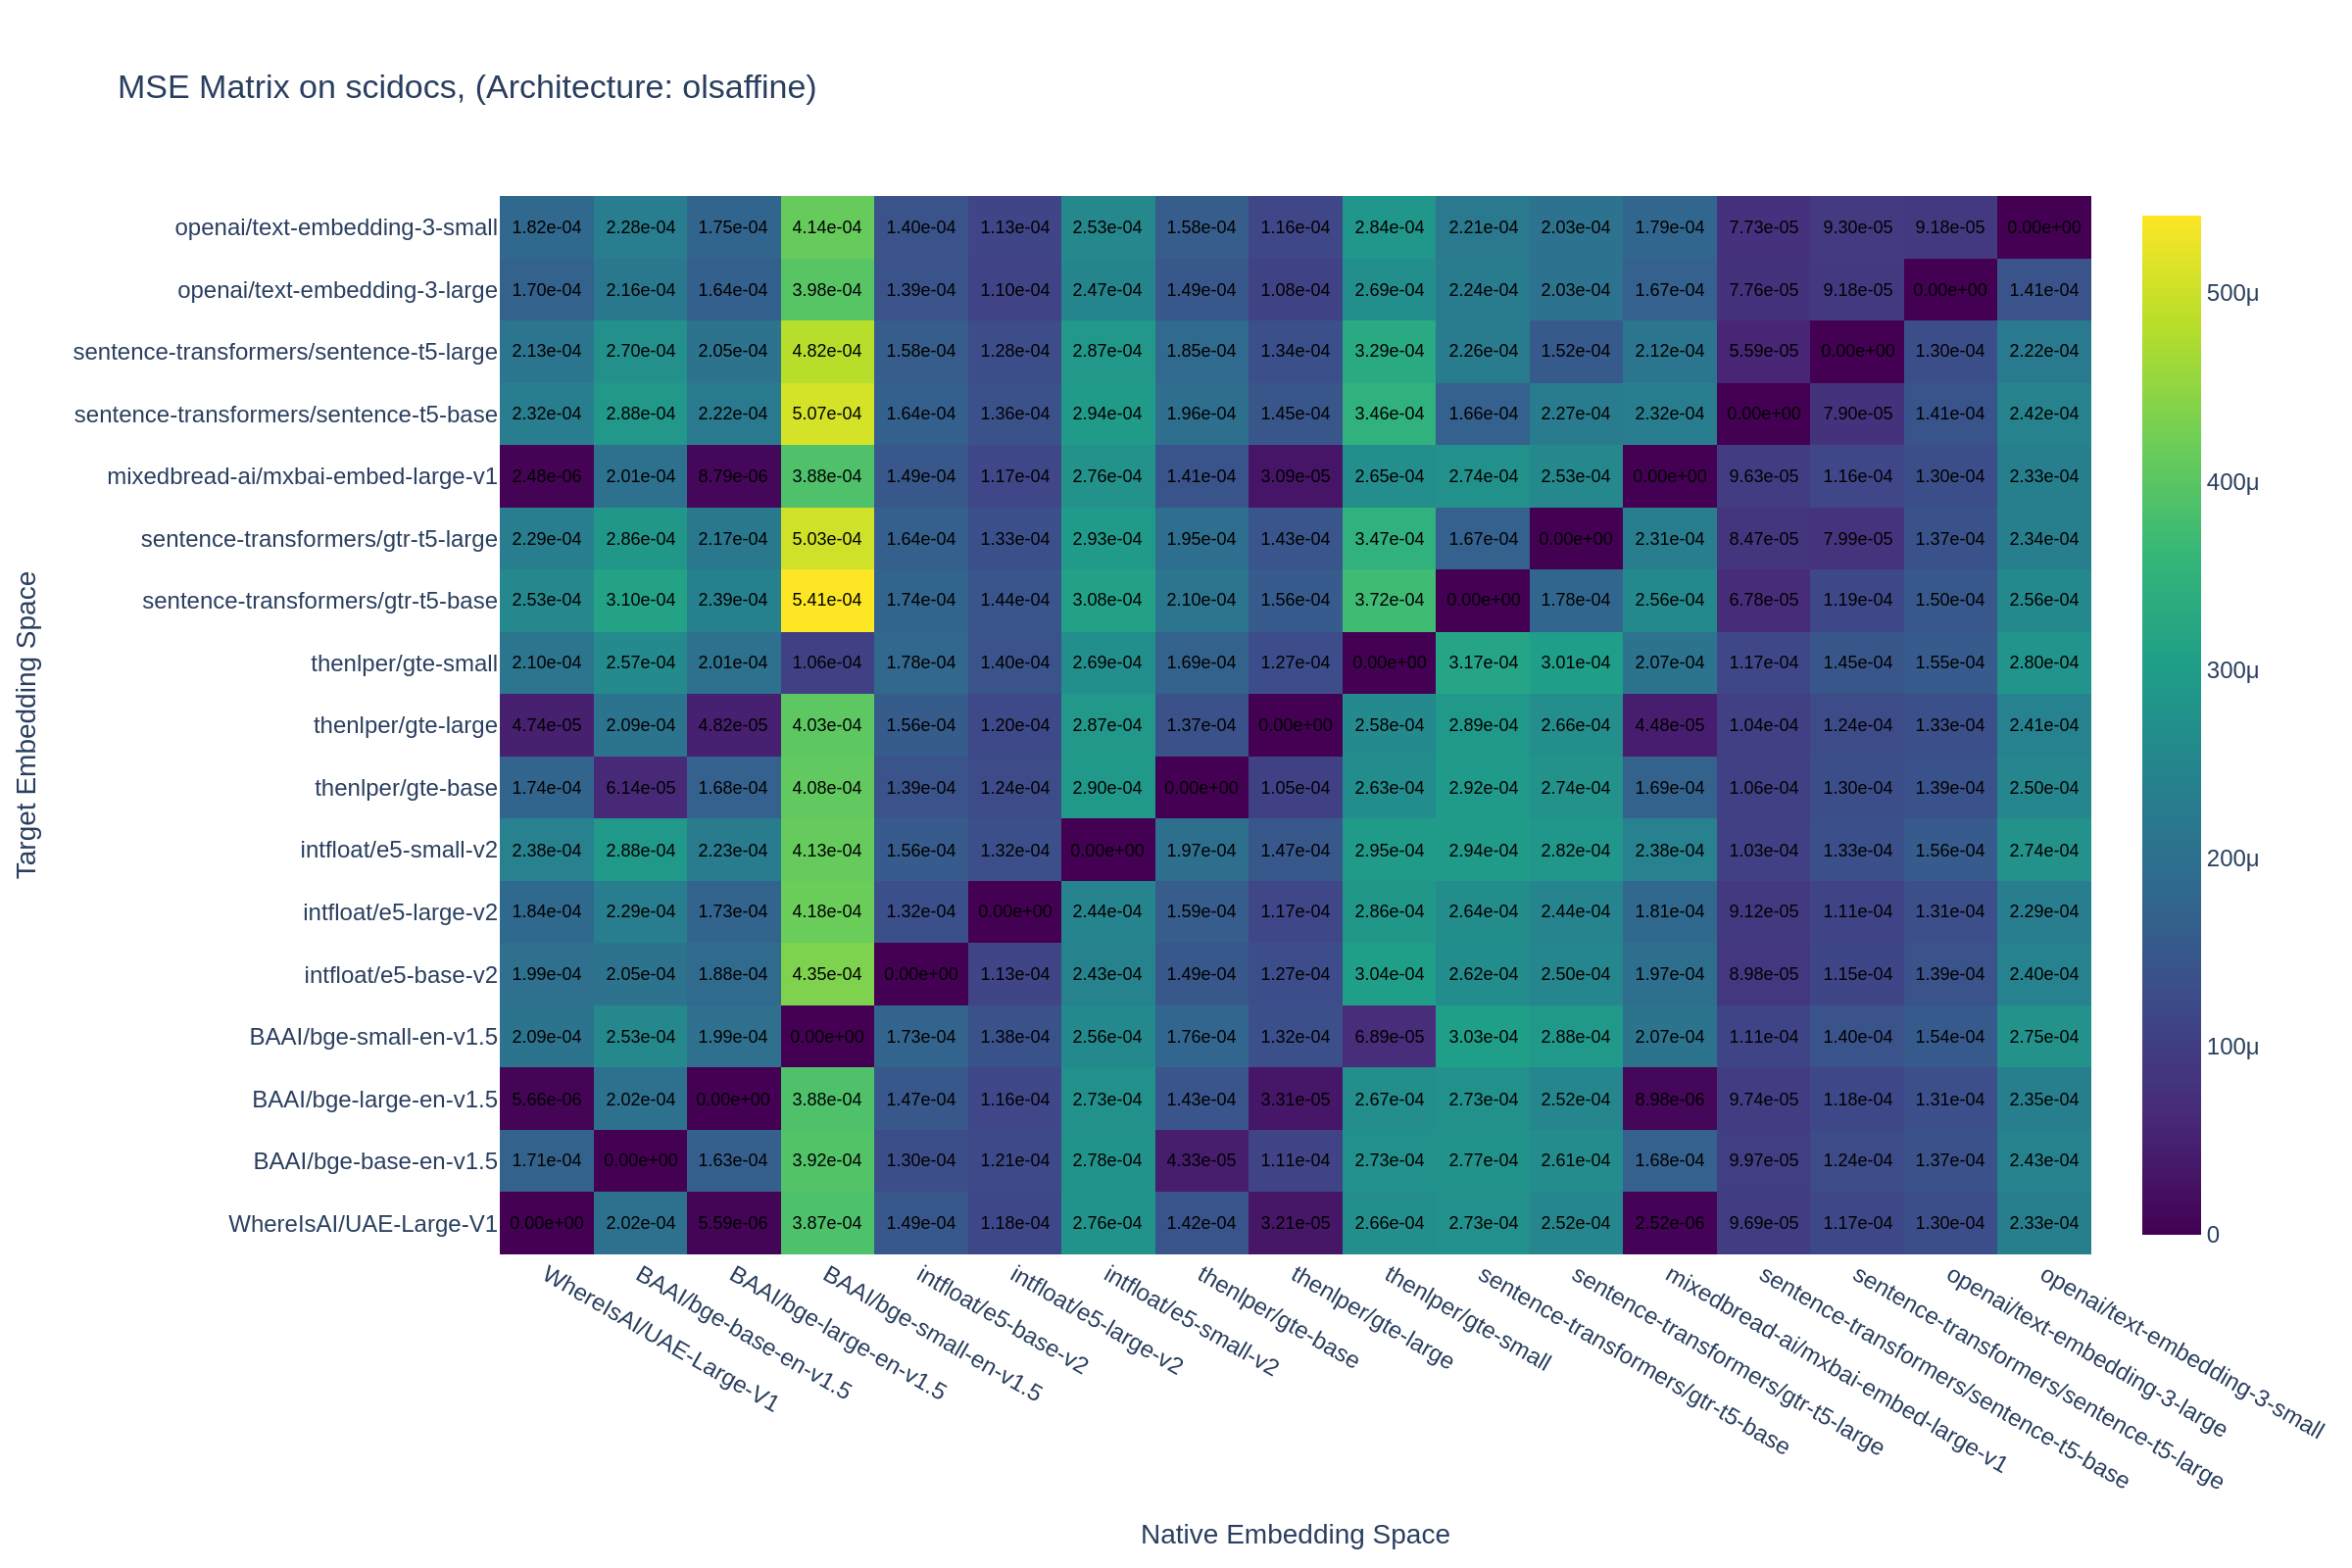 MSE Matrix on scidocs, (Architecture: olsaffine)
openai/text-embedding-3-small 1.82e-04 2.28e-04 1.75e-04 4.14e-04 1.40e-04 1.13e-04 2.53e-04 1.58e-04 1.16e-04 2.84e-04 2.21e-04 2.03e-04 1.79e-04 7.73e-05 9.30e-05 9.18e-05 0.00e+00
openai/text-embedding-3-large 1.70e-04 2.16e-04 1.64e-04 3.98e-04 1.39e-04 1.10e-04 2.47e-04 1.49e-04 1.08e-04 2.69e-04 2.24e-04 2.03e-04 1.67e-04 7.76e-05 9.18e-05 0.00e+00 1.41e-04
sentence-transformers/sentence-t5-large 2.13e-04 2.70e-04 2.05e-04 4.82e-04 1.58e-04 1.28e-04 2.87e-04 1.85e-04 1.34e-04 3.29e-04 2.26e-04 1.52e-04 2.12e-04 5.59e-05 0.00e+00 1.30e-04 2.22e-04
sentence-transformers/sentence-t5-base 2.32e-04 2.88e-04 2.22e-04 5.07e-04 1.64e-04 1.36e-04 2.94e-04 1.96e-04 1.45e-04 3.46e-04 1.66e-04 2.27e-04 2.32e-04 0.00e+00 7.90e-05 1.41e-04 2.42e-04
mixedbread-ai/mxbai-embed-large-v1 2.48e-06 2.01e-04 8.79e-06 3.88e-04 1.49e-04 1.17e-04 2.76e-04 1.41e-04 3.09e-05 2.65e-04 2.74e-04 2.53e-04 0.00e+00 9.63e-05 1.16e-04 1.30e-04 2.33e-04
sentence-transformers/gtr-t5-large 2.29e-04 2.86e-04 2.17e-04 5.03e-04 1.64e-04 1.33e-04 2.93e-04 1.95e-04 1.43e-04 3.47e-04 1.67e-04 0.00e+00 2.31e-04 8.47e-05 7.99e-05 1.37e-04 2.34e-04
sentence-transformers/gtr-t5-base 2.53e-04 3.10e-04 2.39e-04 5.41e-04 1.74e-04 1.44e-04 3.08e-04 2.10e-04 1.56e-04 3.72e-04 0.00e+00 1.78e-04 2.56e-04 6.78e-05 1.19e-04 1.50e-04 2.56e-04
thenlper/gte-small 2.10e-04 2.57e-04 2.01e-04 1.06e-04 1.78e-04 1.40e-04 2.69e-04 1.69e-04 1.27e-04 0.00e+00 3.17e-04 3.01e-04 2.07e-04 1.17e-04 1.45e-04 1.55e-04 2.80e-04
thenlper/gte-large 4.74e-05 2.09e-04 4.82e-05 4.03e-04 1.56e-04 1.20e-04 2.87e-04 1.37e-04 0.00e+00 2.58e-04 2.89e-04 2.66e-04 4.48e-05 1.04e-04 1.24e-04 1.33e-04 2.41e-04
thenlper/gte-base 1.74e-04 6.14e-05 1.68e-04 4.08e-04 1.39e-04 1.24e-04 2.90e-04 0.00e+00 1.05e-04 2.63e-04 2.92e-04 2.74e-04 1.69e-04 1.06e-04 1.30e-04 1.39e-04 2.50e-04
intfloat/e5-small-v2 2.38e-04 2.88e-04 2.23e-04 4.13e-04 1.56e-04 1.32e-04 0.00e+00 1.97e-04 1.47e-04 2.95e-04 2.94e-04 2.82e-04 2.38e-04 1.03e-04 1.33e-04 1.56e-04 2.74e-04
intfloat/e5-large-v2 1.84e-04 2.29e-04 1.73e-04 4.18e-04 1.32e-04 0.00e+00 2.44e-04 1.59e-04 1.17e-04 2.86e-04 2.64e-04 2.44e-04 1.81e-04 9.12e-05 1.11e-04 1.31e-04 2.29e-04
intfloat/e5-base-v2 1.99e-04 2.05e-04 1.88e-04 4.35e-04 0.00e+00 1.13e-04 2.43e-04 1.49e-04 1.27e-04 3.04e-04 2.62e-04 2.50e-04 1.97e-04 8.98e-05 1.15e-04 1.39e-04 2.40e-04
BAAI/bge-small-en-v1.5 2.09e-04 2.53e-04 1.99e-04 0.00e+00 1.73e-04 1.38e-04 2.56e-04 1.76e-04 1.32e-04 6.89e-05 3.03e-04 2.88e-04 2.07e-04 1.11e-04 1.40e-04 1.54e-04 2.75e-04
BAAI/bge-large-en-v1.5 5.66e-06 2.02e-04 0.00e+00 3.88e-04 1.47e-04 1.16e-04 2.73e-04 1.43e-04 3.31e-05 2.67e-04 2.73e-04 2.52e-04 8.98e-06 9.74e-05 1.18e-04 1.31e-04 2.35e-04
BAAI/bge-base-en-v1.5 1.71e-04 0.00e+00 1.63e-04 3.92e-04 1.30e-04 1.21e-04 2.78e-04 4.33e-05 1.11e-04 2.73e-04 2.77e-04 2.61e-04 1.68e-04 9.97e-05 1.24e-04 1.37e-04 2.43e-04
WhereIsAI/UAE-Large-V1 0.00e+00 2.02e-04 5.59e-06 3.87e-04 1.49e-04 1.18e-04 2.76e-04 1.42e-04 3.21e-05 2.66e-04 2.73e-04 2.52e-04 2.52e-06 9.69e-05 1.17e-04 1.30e-04 2.33e-04
Target Embedding Space
WhereIsAI/UAE-Large-V1
BAAI/bge-base-en-v1.5
BAAI/bge-large-en-v1.5
BAAI/bge-small-en-v1.5
intfloat/e5-base-v2
intfloat/e5-large-v2
intfloat/e5-small-v2
thenlper/gte-base
thenlper/gte-large
thenlper/gte-small
sentence-transformers/gtr-t5-base
sentence-transformers/gtr-t5-large
mixedbread-ai/mxbai-embed-large-v1
sentence-transformers/sentence-t5-base
sentence-transformers/sentence-t5-large
openai/text-embedding-3-large
openai/text-embedding-3-small
Native Embedding Space
500μ
400μ
300μ
200μ
100μ
0